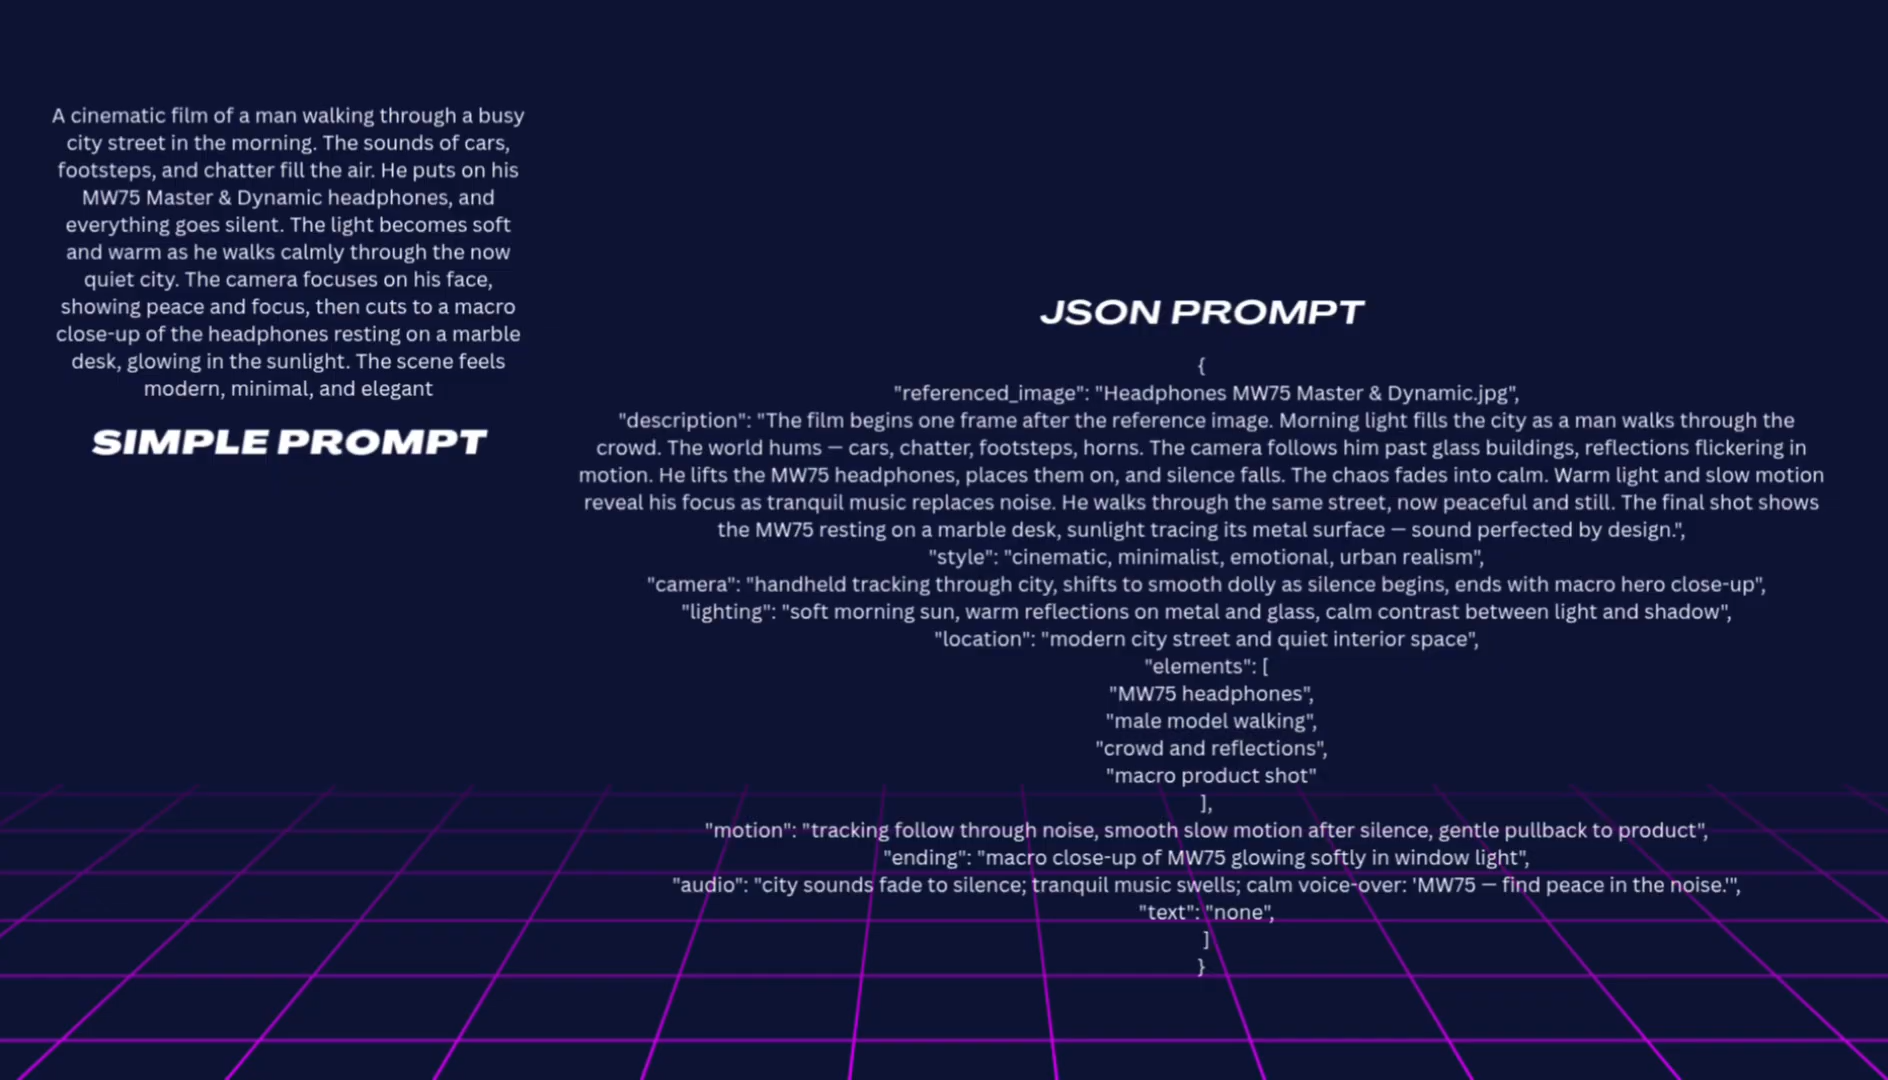 A cinematic film of a man walking through a busy
city street in the morning. The sounds of cars,
footsteps, and chatter fill the air. He puts on his
MW75 Master & Dynamic headphones, and
everything goes silent. The light becomes soft
and warm as he walks calmly through the now
quiet city. The camera focuses on his face,
showing peace and focus, then cuts to a macro
close-up of the headphones resting on a marble
desk, glowing in the sunlight. The scene feels
modern, minimal, and elegant
SIMPLE PROMPT
JSON PROMPT
{
"referenced_image": "Headphones MW75 Master & Dynamic.jpg",
"description": "The film begins one frame after the reference image. Morning light fills the city as a man walks through the
crowd. The world hums — cars, chatter, footsteps, horns. The camera follows him past glass buildings, reflections flickering in
motion. He lifts the MW75 headphones, places them on, and silence falls. The chaos fades into calm. Warm light and slow motion
reveal his focus as tranquil music replaces noise. He walks through the same street, now peaceful and still. The final shot shows
the MW75 resting on a marble desk, sunlight tracing its metal surface — sound perfected by design.",
"style": "cinematic, minimalist, emotional, urban realism",
"camera": "handheld tracking through city, shifts to smooth dolly as silence begins, ends with macro hero close-up",
"lighting": "soft morning sun, warm reflections on metal and glass, calm contrast between light and shadow",
"location": "modern city street and quiet interior space",
"elements": [
"MW75 headphones",
"male model walking",
"crowd and reflections",
"macro product shot"
],
"motion": "tracking follow through noise, smooth slow motion after silence, gentle pullback to product",
"ending": "macro close-up of MW75 glowing softly in window light",
"audio": "city sounds fade to silence; tranquil music swells; calm voice-over: 'MW75 — find peace in the noise.'",
"text": "none",
]
}